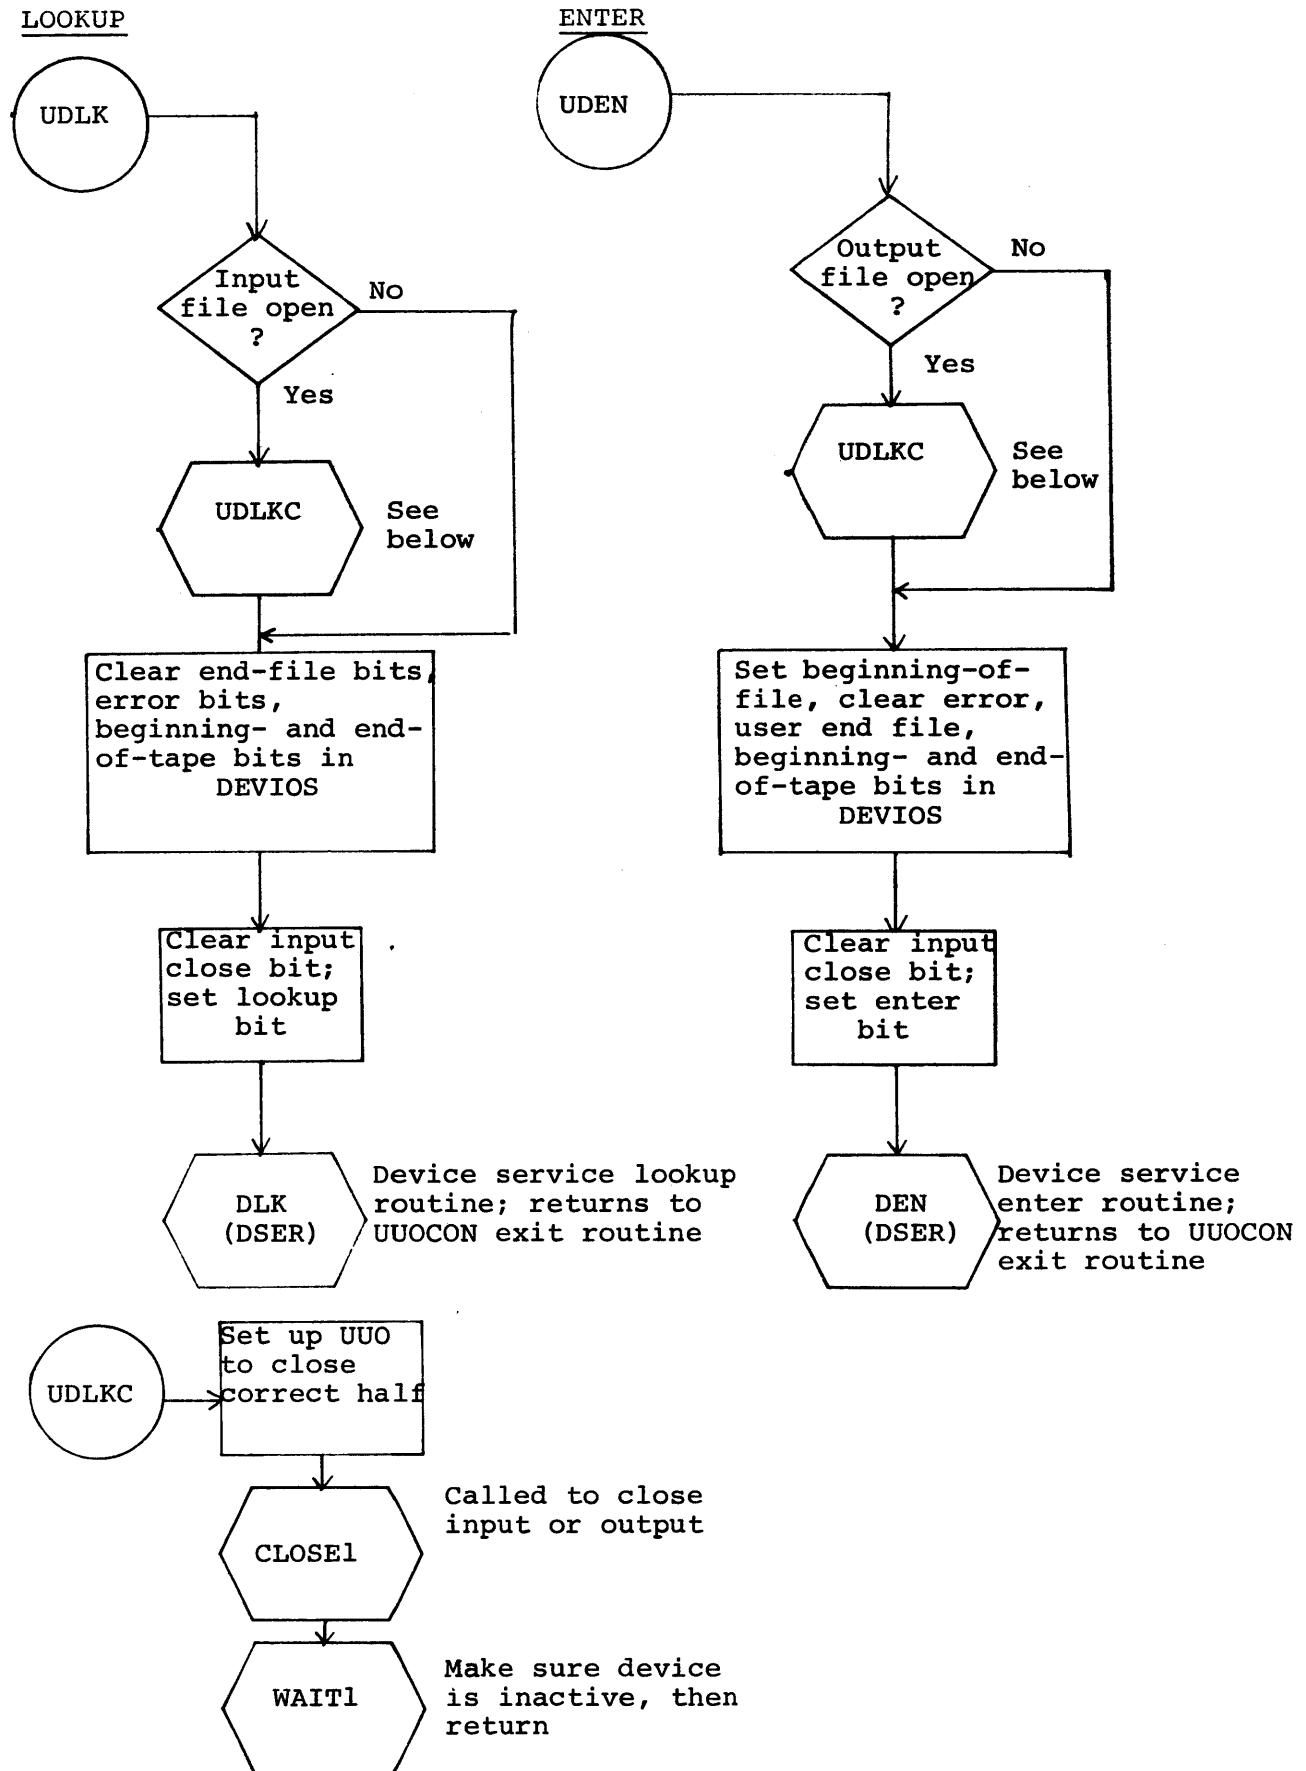 LOOKUP
UDLK
Input
file open
?
No
Yes
UDLKC
See
below
Clear end-file bits,
error bits,
beginning- and end-
of-tape bits in
DEVIOS
Clear input
close bit;
set lookup
bit
DLK
(DSER)
Device service lookup
routine; returns to
UUOCON exit routine
ENTER
UDEN
Output
file open
?
No
Yes
UDLKC
See
below
Set beginning-of-
file, clear error,
user end file,
beginning- and end-
of-tape bits in
DEVIOS
Clear input
close bit;
set enter
bit
DEN
(DSER)
Device service
enter routine;
returns to UUOCON
exit routine
UDLKC
Set up UUO
to close
correct half
CLOSE1
Called to close
input or output
WAIT1
Make sure device
is inactive, then
return